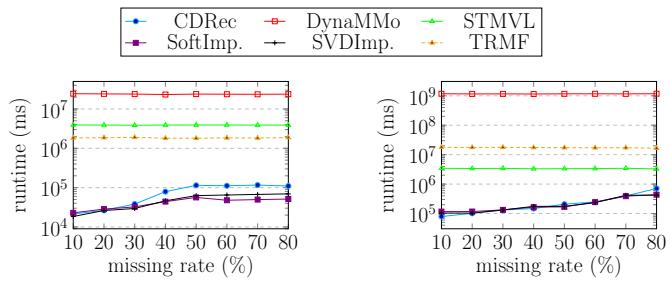 CDRec DynaMMo STMVL
SoftImp. SVDImp. TRMF
runtime (ms)
10^7
10^6
10^5
10^4
10 20 30 40 50 60 70 80
missing rate (%)
runtime (ms)
10^9
10^8
10^7
10^6
10^5
10 20 30 40 50 60 70 80
missing rate (%)